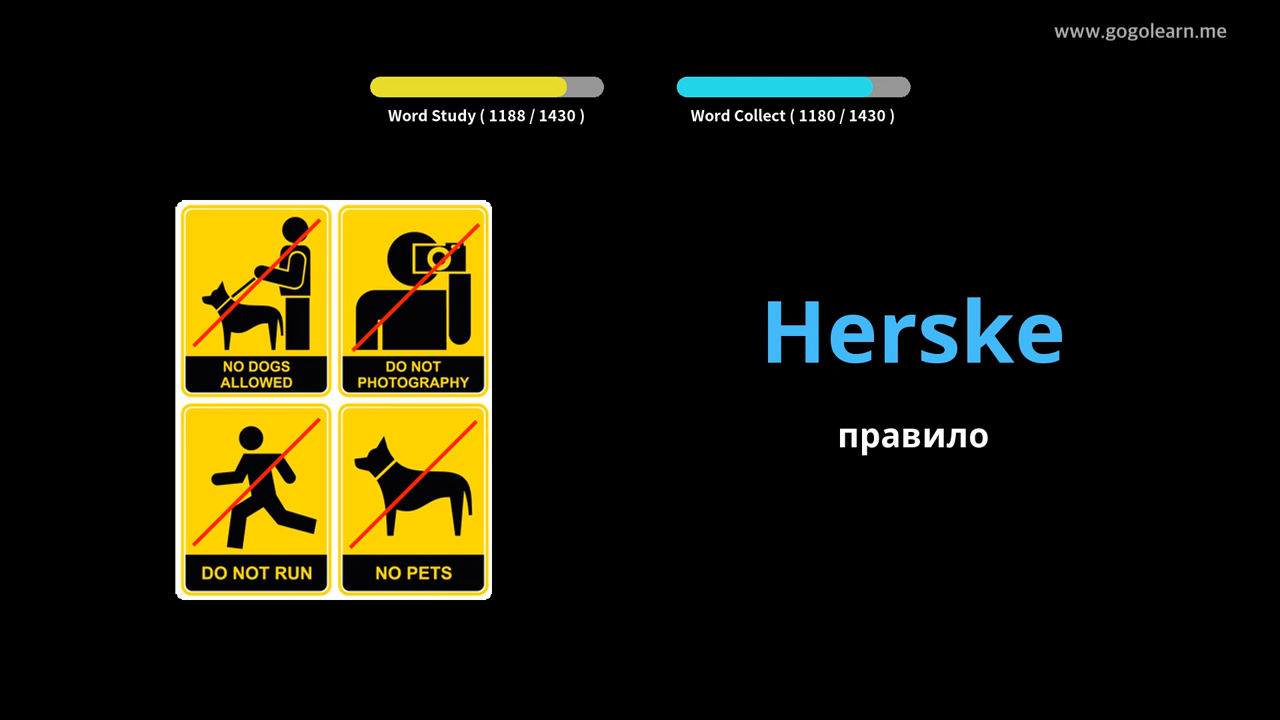 www.gogolearn.me
Word Study ( 1188 / 1430 )
Word Collect ( 1180 / 1430 )
NO DOGS
ALLOWED
DO NOT
PHOTOGRAPHY
DO NOT RUN
NO PETS
Herske
правило